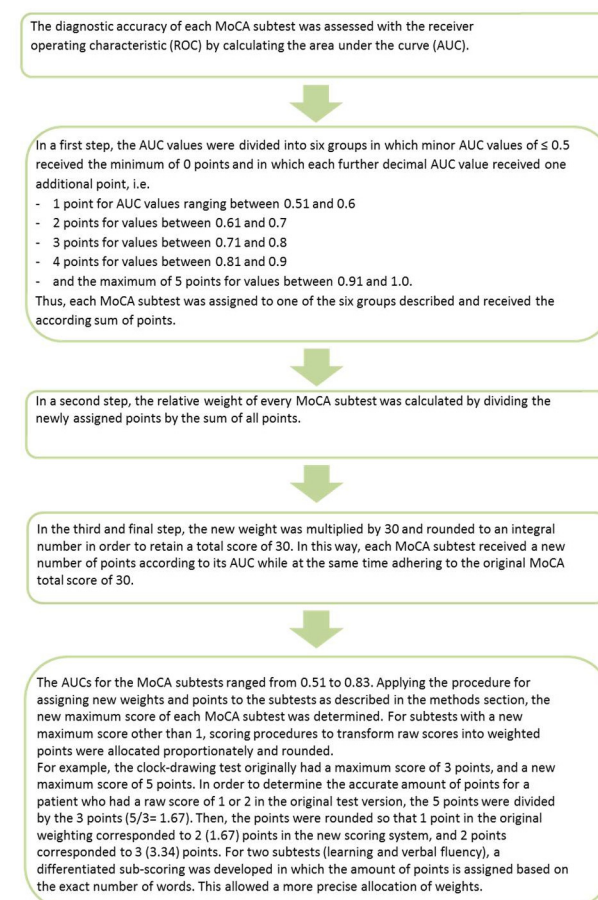 The diagnostic accuracy of each MoCA subtest was assessed with the receiver
operating characteristic (ROC) by calculating the area under the curve (AUC).
In a first step, the AUC values were divided into six groups in which minor AUC values of ≤ 0.5
received the minimum of 0 points and in which each further decimal AUC value received one
additional point, i.e.
- 1 point for AUC values ranging between 0.51 and 0.6
- 2 points for values between 0.61 and 0.7
- 3 points for values between 0.71 and 0.8
- 4 points for values between 0.81 and 0.9
- and the maximum of 5 points for values between 0.91 and 1.0.
Thus, each MoCA subtest was assigned to one of the six groups described and received the
according sum of points.
In a second step, the relative weight of every MoCA subtest was calculated by dividing the
newly assigned points by the sum of all points.
In the third and final step, the new weight was multiplied by 30 and rounded to an integral
number in order to retain a total score of 30. In this way, each MoCA subtest received a new
number of points according to its AUC while at the same time adhering to the original MoCA
total score of 30.
The AUCs for the MoCA subtests ranged from 0.51 to 0.83. Applying the procedure for
assigning new weights and points to the subtests as described in the methods section, the
new maximum score of each MoCA subtest was determined. For subtests with a new
maximum score other than 1, scoring procedures to transform raw scores into weighted
points were allocated proportionately and rounded.
For example, the clock-drawing test originally had a maximum score of 3 points, and a new
maximum score of 5 points. In order to determine the accurate amount of points for a
patient who had a raw score of 1 or 2 in the original test version, the 5 points were divided
by the 3 points (5/3= 1.67). Then, the points were rounded so that 1 point in the original
weighting corresponded to 2 (1.67) points in the new scoring system, and 2 points
corresponded to 3 (3.34) points. For two subtests (learning and verbal fluency), a
differentiated sub-scoring was developed in which the amount of points is assigned based on
the exact number of words. This allowed a more precise allocation of weights.